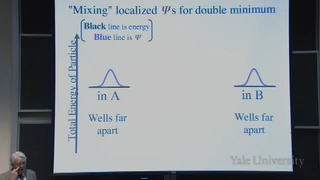 "Mixing" localized Ψs for double minimum
Black line is energy
Blue line is Ψ
Total Energy of Particle
in A
in B
Wells far
apart
Wells far
apart
Yale University